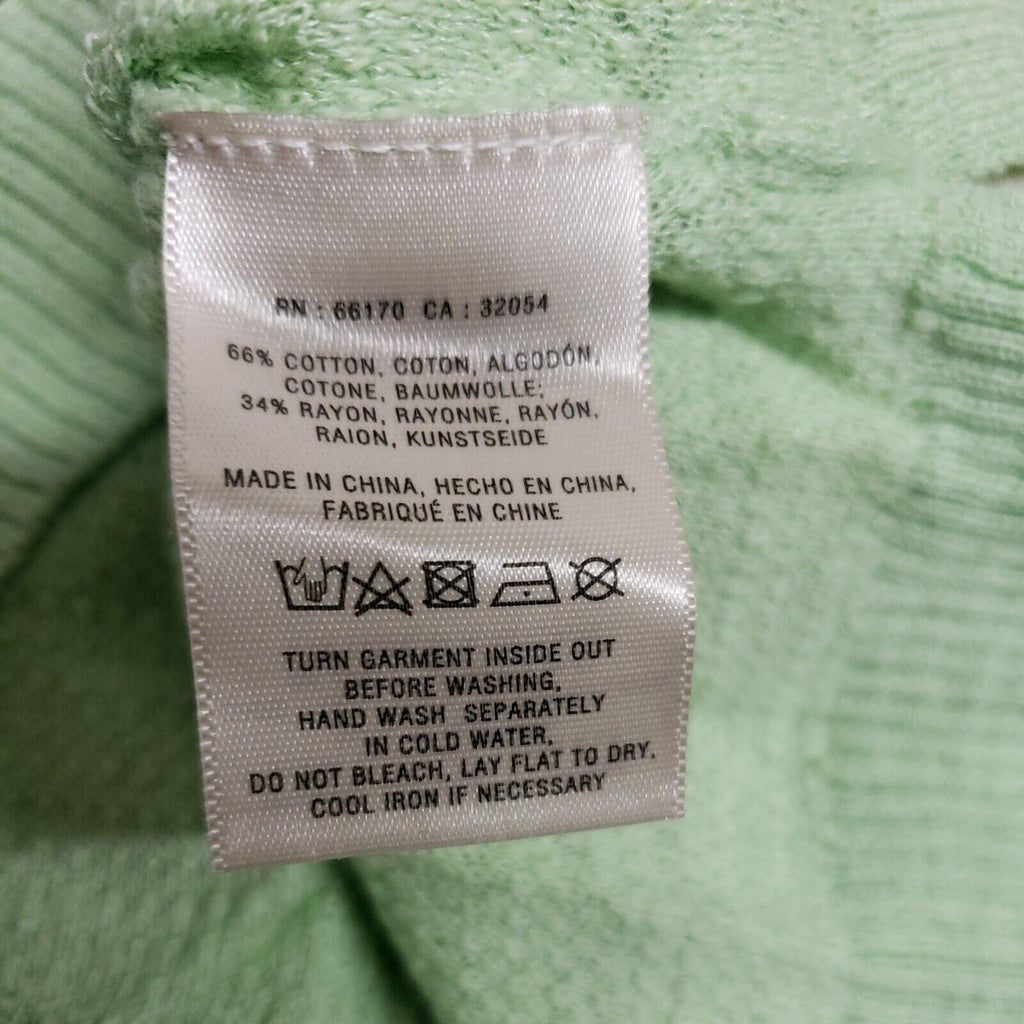 RN : 66170 CA : 32054
66% COTTON, COTON, ALGODÓN,
COTONE, BAUMWOLLE;
34% RAYON, RAYONNE, RAYÓN,
RAION, KUNSTSEIDE
MADE IN CHINA, HECHO EN CHINA,
FABRIQUÉ EN CHINE
TURN GARMENT INSIDE OUT
BEFORE WASHING,
HAND WASH SEPARATELY
IN COLD WATER,
DO NOT BLEACH, LAY FLAT TO DRY,
COOL IRON IF NECESSARY